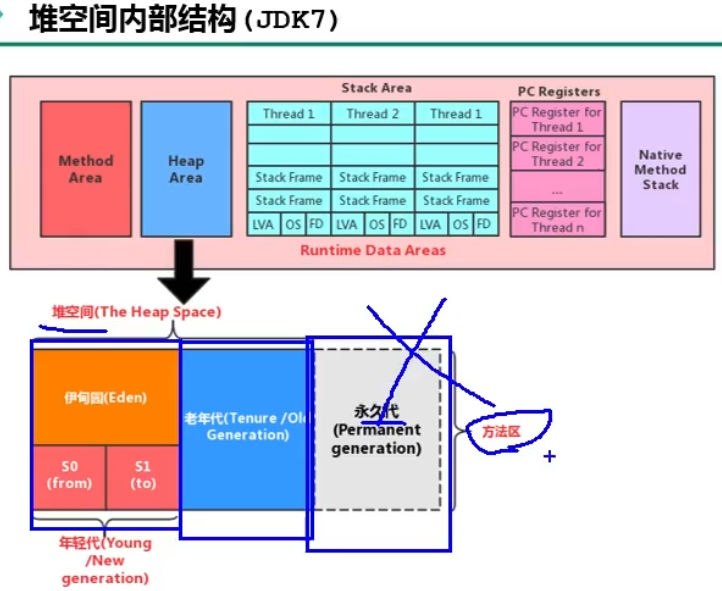 堆空间内部结构(JDK7)
Stack Area
PC Registers
Method Area
Heap Area
Thread 1
Thread 2
Thread 1
Stack Frame
Stack Frame
Stack Frame
Stack Frame
Stack Frame
Stack Frame
LVA
OS
FD
LVA
OS
FD
LVA
OS
FD
PC Register for Thread 1
PC Register for Thread 2
...
PC Register for Thread n
Native Method Stack
Runtime Data Areas
堆空间(The Heap Space)
伊甸园(Eden)
S0 (from)
S1 (to)
老年代(Tenure /Old Generation)
永久代 (Permanent generation)
方法区
年轻代(Young /New generation)